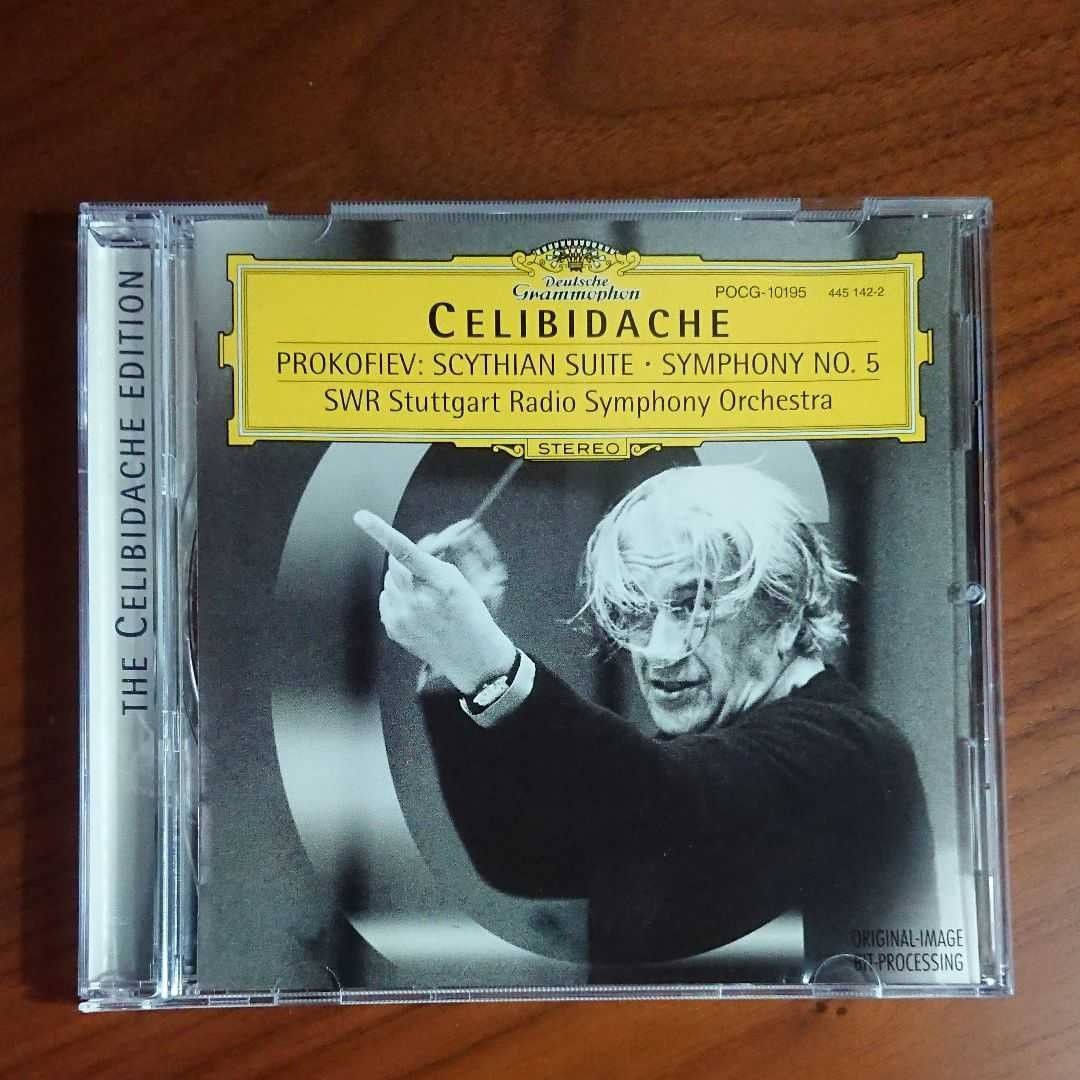 THE CELIBIDACHE EDITION
Deutsche
Grammophon
POCG-10195 445 142-2
CELIBIDACHE
PROKOFIEV: SCYTHIAN SUITE · SYMPHONY NO. 5
SWR Stuttgart Radio Symphony Orchestra
STEREO
ORIGINAL-IMAGE
BIT-PROCESSING